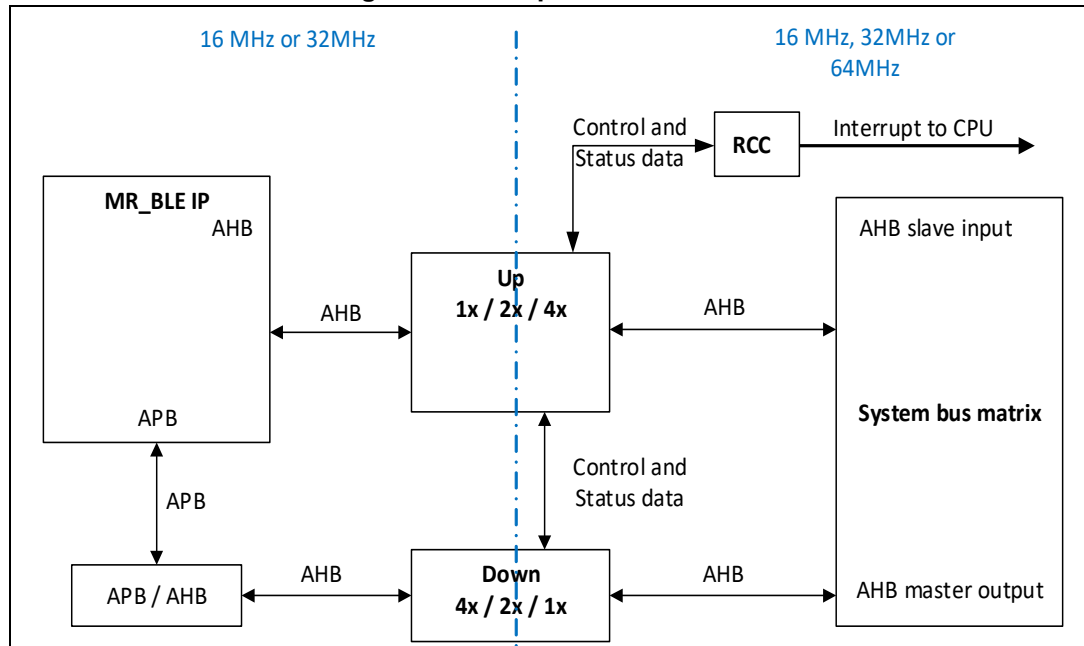 16 MHz or 32MHz
16 MHz, 32MHz or
64MHz
Control and
Status data
RCC
Interrupt to CPU
MR_BLE IP
AHB
AHB slave input
Up
1x / 2x / 4x
AHB
AHB
APB
System bus matrix
Control and
Status data
APB
APB / AHB
AHB
Down
4x / 2x / 1x
AHB
AHB master output